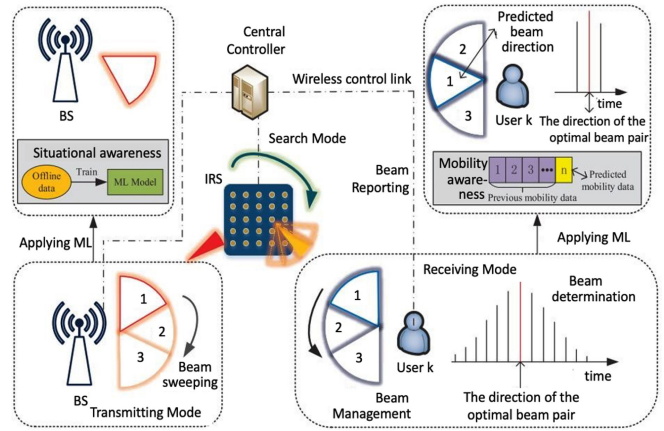 BS
Situational awareness
Offline
data
Train
ML Model
Applying ML
Central
Controller
Wireless control link
Search Mode
IRS
Beam
Reporting
2
1
3
Predicted
beam
direction
User k
time
The direction of the
optimal beam pair
Mobility
aware-
ness
1 2 3 ••• n
Previous mobility data
Predicted
mobility data
Applying ML
BS
1
2
3
Beam
sweeping
Transmitting Mode
Receiving Mode
1
2
3
User k
Beam
Management
Beam
determination
time
The direction of the
optimal beam pair